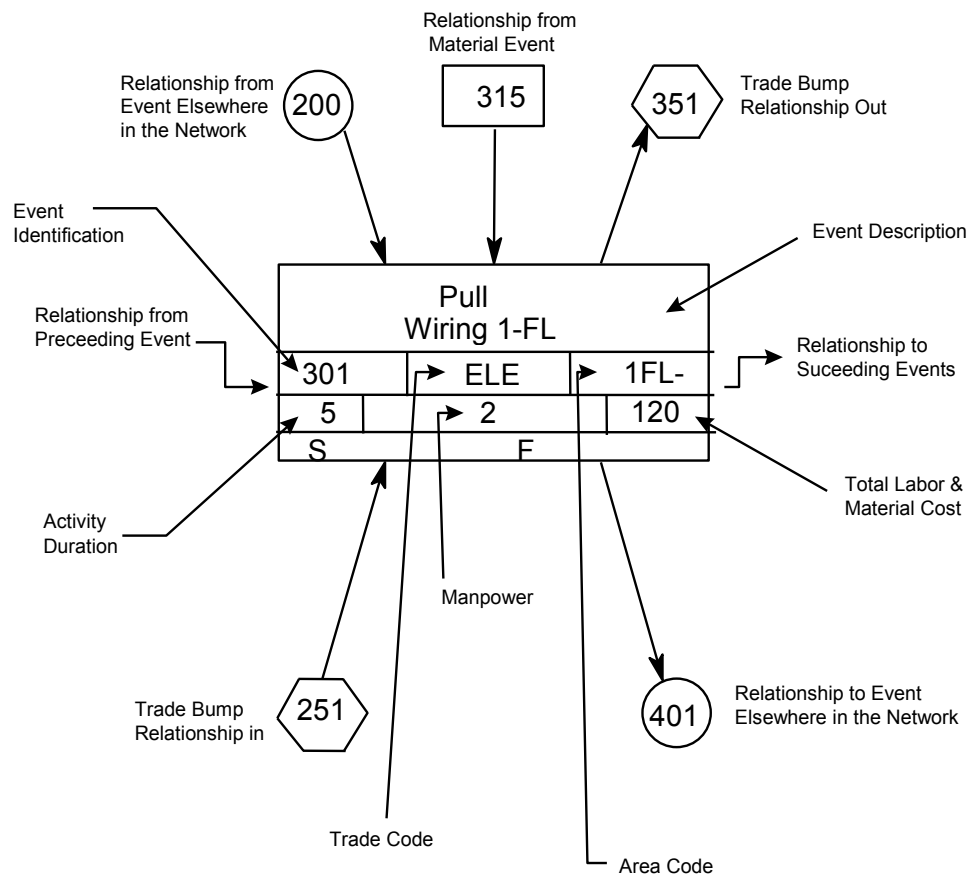 Relationship from
Material Event
Relationship from
Event Elsewhere
in the Network
200
315
351
Trade Bump
Relationship Out
Event
Identification
Event Description
Pull
Wiring 1-FL
Relationship from
Preceeding Event
301
ELE
1FL-
Relationship to
Suceeding Events
5
2
120
S
F
Total Labor &
Material Cost
Activity
Duration
Manpower
Trade Bump
Relationship in
251
401
Relationship to Event
Elsewhere in the Network
Trade Code
Area Code